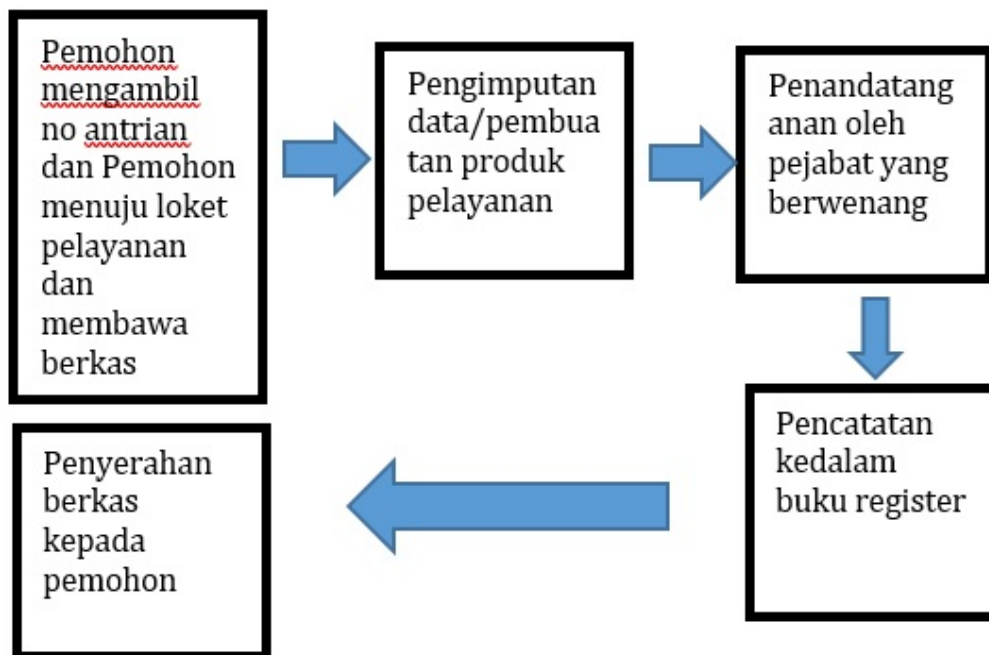 Pemohon
mengambil
no antrian
dan Pemohon
menuju loket
pelayanan
dan
membawa
berkas
Pengimputan
data/pembua
tan produk
pelayanan
Penandatang
anan oleh
pejabat yang
berwenang
Pencatatan
kedalam
buku register
Penyerahan
berkas
kepada
pemohon